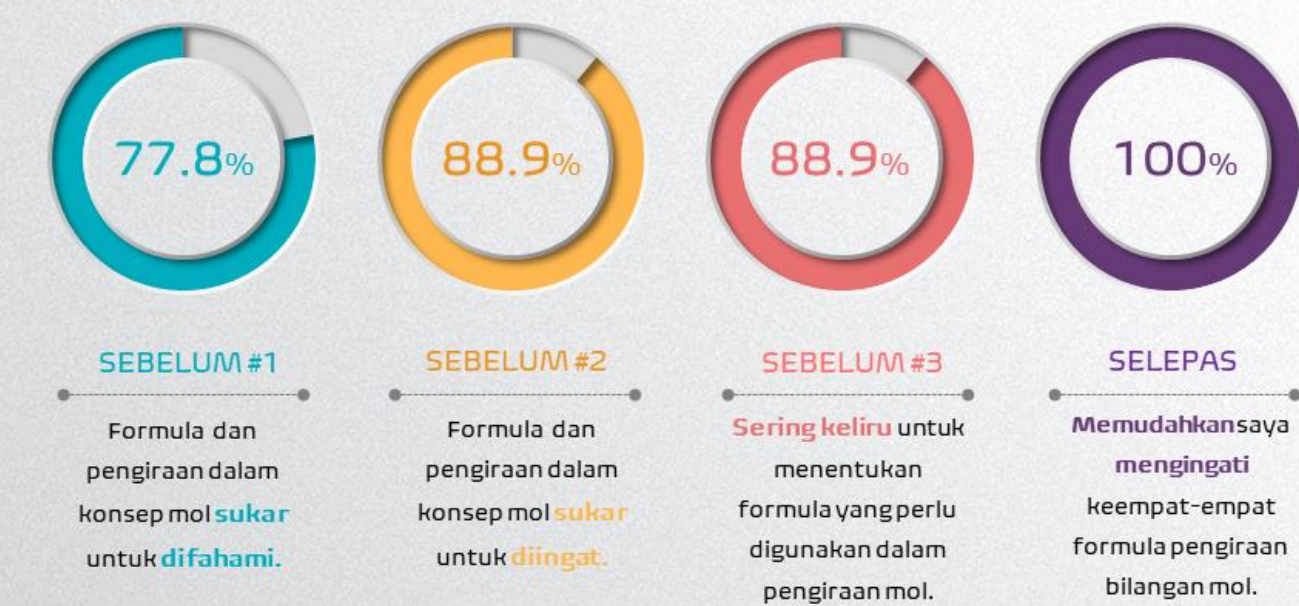 77.8%
88.9%
88.9%
100%
SEBELUM #1
Formula dan
pengiraan dalam
konsep mol sukar
untuk difahami.
SEBELUM #2
Formula dan
pengiraan dalam
konsep mol sukar
untuk diingat.
SEBELUM #3
Sering keliru untuk
menentukan
formula yang perlu
digunakan dalam
pengiraan mol.
SELEPAS
Memudahkan saya
mengingati
keempat-empat
formula pengiraan
bilangan mol.